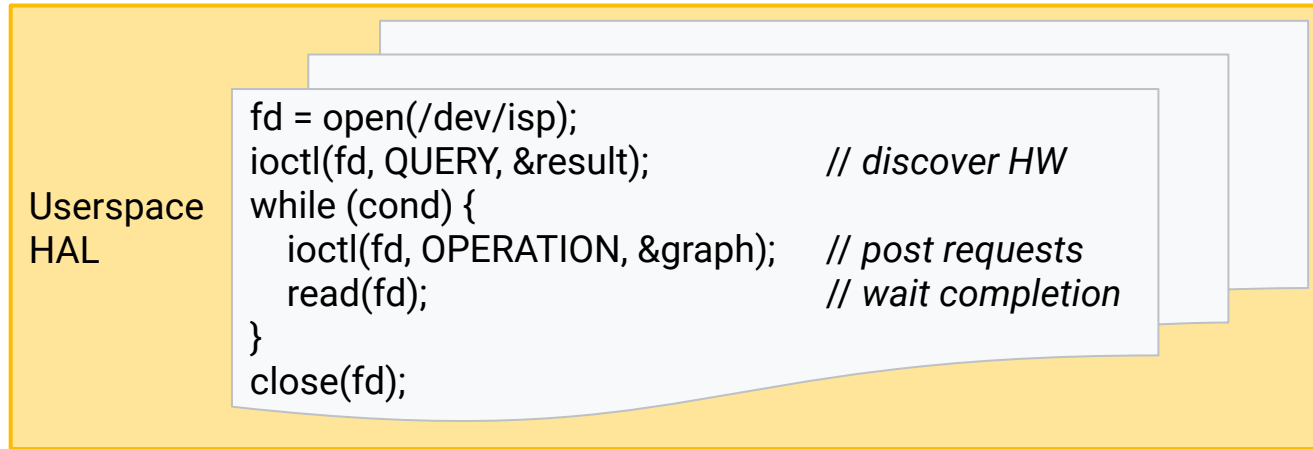 Userspace
HAL
fd = open(/dev/isp);
ioctl(fd, QUERY, &result); // discover HW
while (cond) {
ioctl(fd, OPERATION, &graph); // post requests
read(fd); // wait completion
}
close(fd);